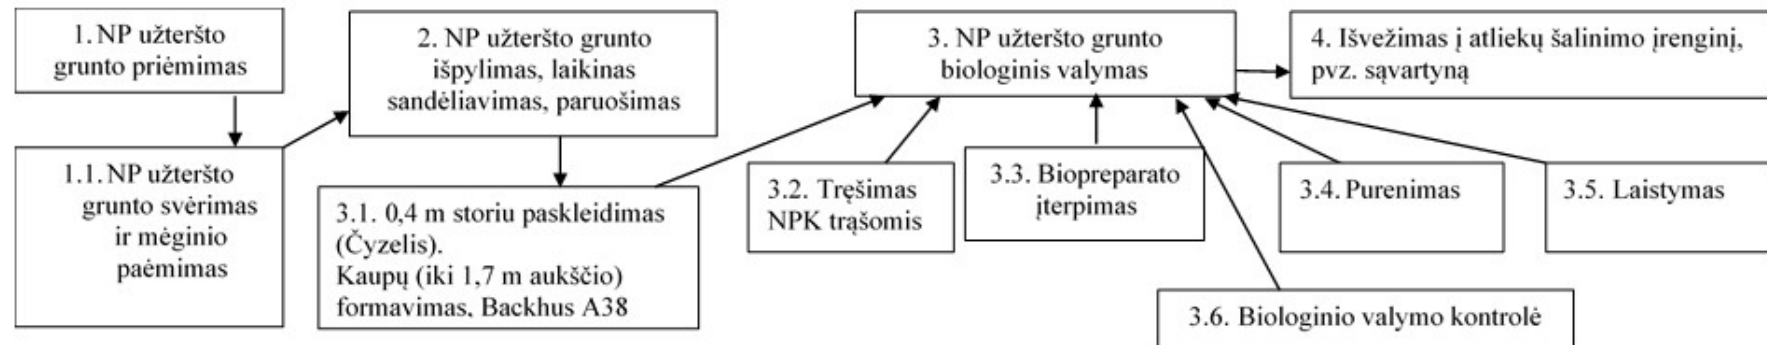 1. NP užteršto
grunto priėmimas
1.1. NP užteršto
grunto svėrimas
ir mėginio
paėmimas
2. NP užteršto grunto
išpylimas, laikinas
sandėliavimas, paruošimas
3.1. 0,4 m storiu paskleidimas
(Čyzelis).
Kaupų (iki 1,7 m aukščio)
formavimas, Backhus A38
3. NP užteršto grunto
biologinis valymas
3.2. Tręšimas
NPK trąšomis
3.3. Biopreparato
įterpimas
3.4. Purenimas
3.5. Laistymas
3.6. Biologinio valymo kontrolė
4. Išvežimas į atliekų šalinimo įrenginį,
pvz. sąvartyną